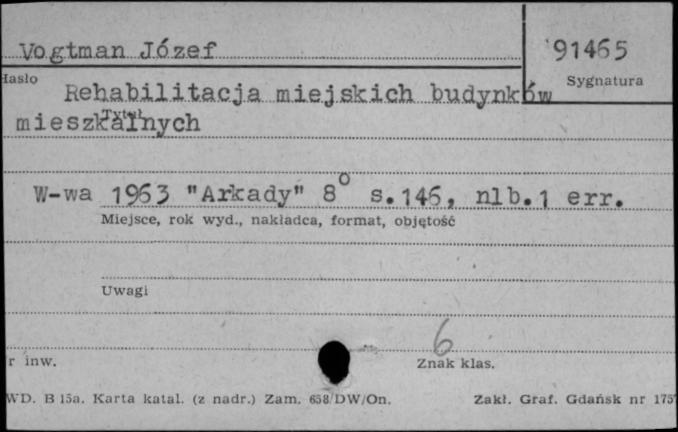 Vogtman Józef
91465
Hasło
Sygnatura
Rehabilitacja miejskich budynków
Tytuł
mieszkalnych
W-wa 1963 "Arkady" 8° s.146, nlb.1 err.
Miejsce, rok wyd., nakładca, format, objętość
Uwagi
6
r inw.
Znak klas.
WD. B 15a. Karta katal. (z nadr.) Zam. 658/DW/On.
Zakł. Graf. Gdańsk nr 175